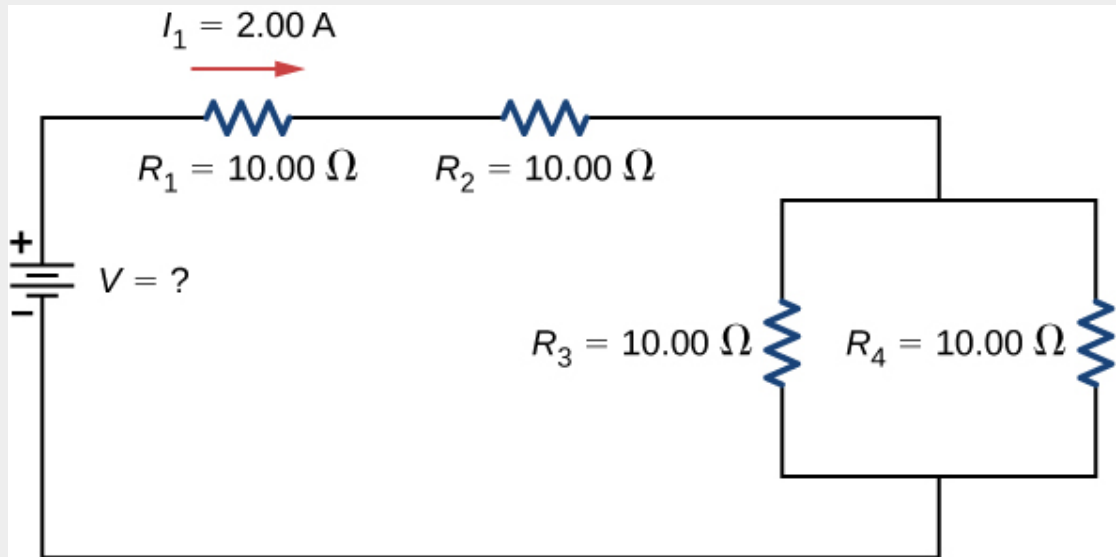 I₁ = 2.00 A
R₁ = 10.00 Ω
R₂ = 10.00 Ω
+
V = ?
−
R₃ = 10.00 Ω
R₄ = 10.00 Ω